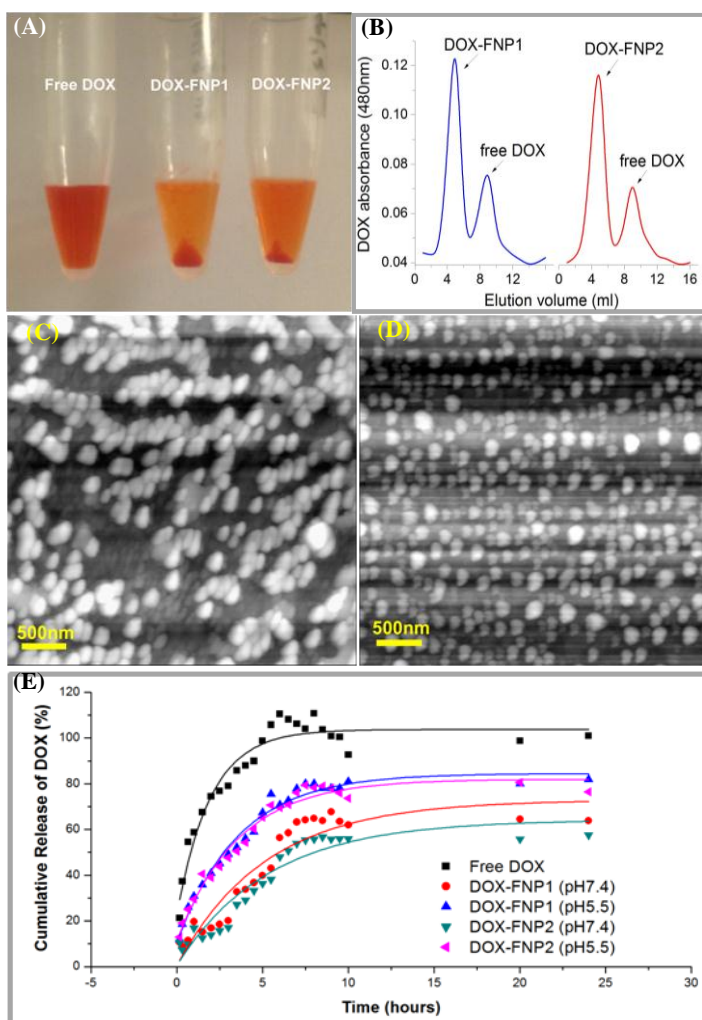 (A)
Free DOX DOX-FNP1 DOX-FNP2
(B)
DOX-FNP1
free DOX
DOX-FNP2
free DOX
DOX absorbance (480nm)
0.12
0.10
0.08
0.06
0.04
0 4 8 12 0 4 8 12 16
Elution volume (ml)
(C)
500nm
(D)
500nm
(E)
Cumulative Release of DOX (%)
120
100
80
60
40
20
0
-5 0 5 10 15 20 25 30
Time (hours)
Free DOX
DOX-FNP1 (pH7.4)
DOX-FNP1 (pH5.5)
DOX-FNP2 (pH7.4)
DOX-FNP2 (pH5.5)